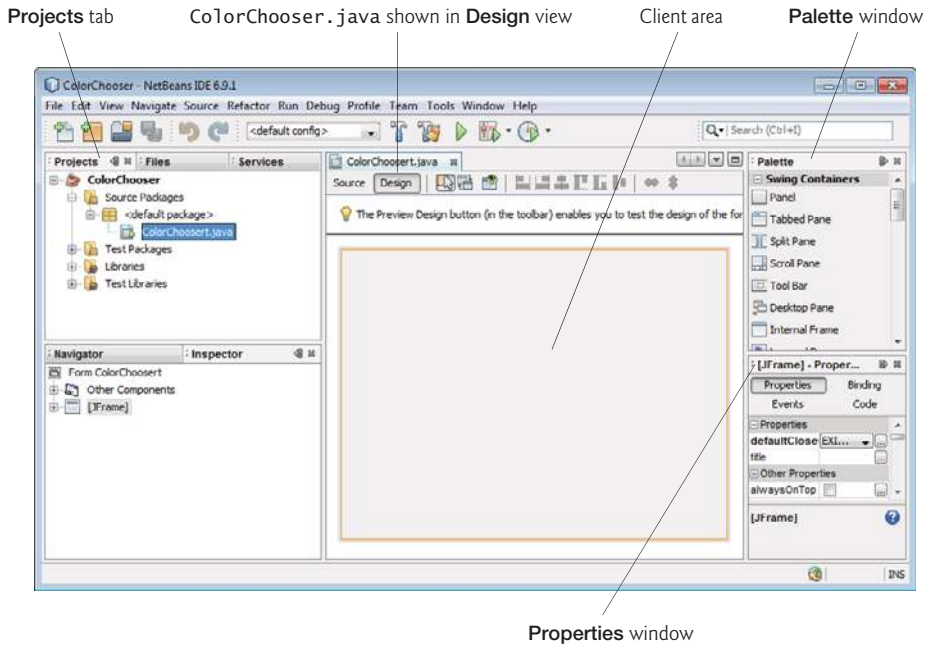 Projects tab
ColorChooser.java shown in Design view
Client area
Palette window
ColorChooser - NetBeans IDE 6.9.1
File Edit View Navigate Source Refactor Run Debug Profile Team Tools Window Help
<default config>
Search (Ctrl+I)
Projects
Files
Services
ColorChooser
Source Packages
<default package>
ColorChoosert.java
Test Packages
Libraries
Test Libraries
Navigator
Inspector
Form ColorChoosert
Other Components
[JFrame]
ColorChoosert.java
Source Design
The Preview Design button (in the toolbar) enables you to test the design of the for
Palette
Swing Containers
Panel
Tabbed Pane
Split Pane
Scroll Pane
Tool Bar
Desktop Pane
Internal Frame
[JFrame] - Proper...
Properties
Binding
Events
Code
Properties
defaultClose EXI...
title
Other Properties
alwaysOnTop
[JFrame]
INS
Properties window